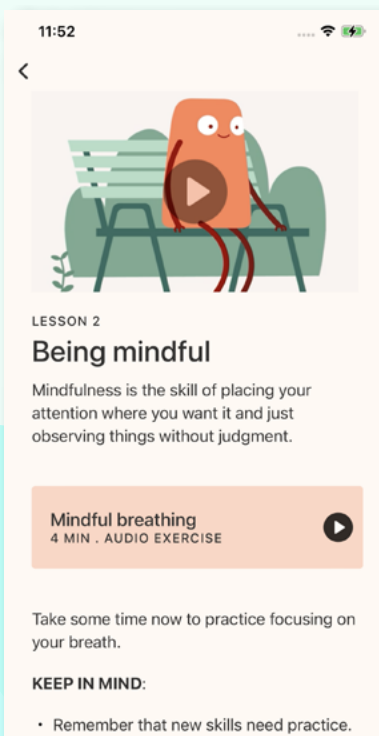 11:52
LESSON 2
Being mindful
Mindfulness is the skill of placing your
attention where you want it and just
observing things without judgment.
Mindful breathing
4 MIN . AUDIO EXERCISE
Take some time now to practice focusing on
your breath.
KEEP IN MIND:
• Remember that new skills need practice.